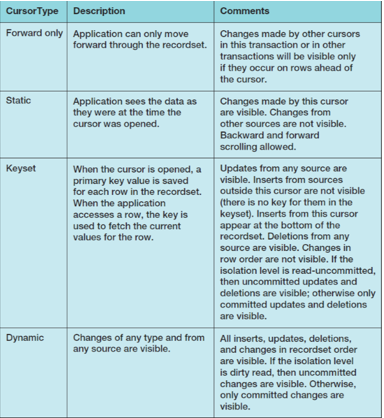 CursorType Description Comments
Forward only Application can only move
forward through the recordset.
Changes made by other cursors
in this transaction or in other
transactions will be visible only
if they occur on rows ahead of
the cursor.
Static Application sees the data as
they were at the time the
cursor was opened.
Changes made by this cursor
are visible. Changes from
other sources are not visible.
Backward and forward
scrolling allowed.
Keyset When the cursor is opened, a
primary key value is saved
for each row in the recordset.
When the application
accesses a row, the key is
used to fetch the current
values for the row.
Updates from any source are
visible. Inserts from sources
outside this cursor are not visible
(there is no key for them in the
keyset). Inserts from this cursor
appear at the bottom of the
recordset. Deletions from any
source are visible. Changes in
row order are not visible. If the
isolation level is read-uncommitted,
then uncommitted updates and
deletions are visible; otherwise only
committed updates and deletions
are visible.
Dynamic Changes of any type and from
any source are visible.
All inserts, updates, deletions,
and changes in recordset order
are visible. If the isolation level
is dirty read, then uncommitted
changes are visible. Otherwise,
only committed changes are
visible.